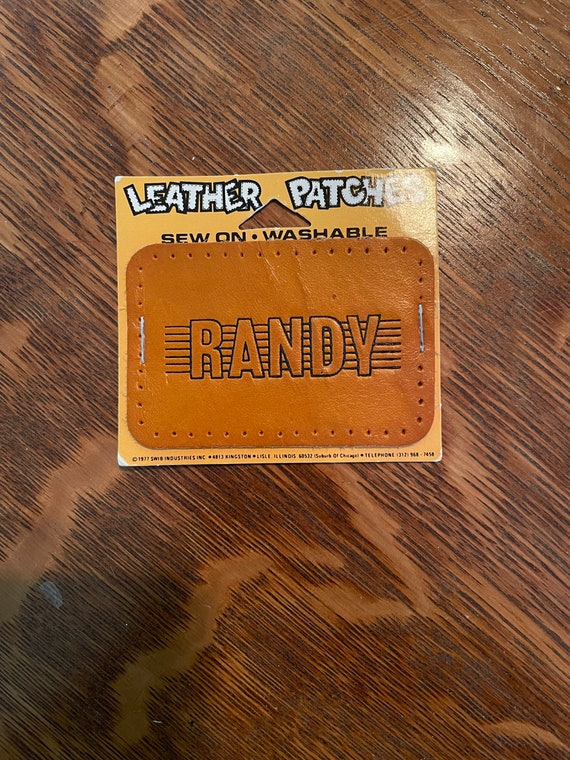 LEATHER PATCHES
SEW ON • WASHABLE
RANDY
©1977 SWIB INDUSTRIES INC • 4813 KINGSTON • LISLE, ILLINOIS 60532 (Suburb Of Chicago) • TELEPHONE (312) 968-7458